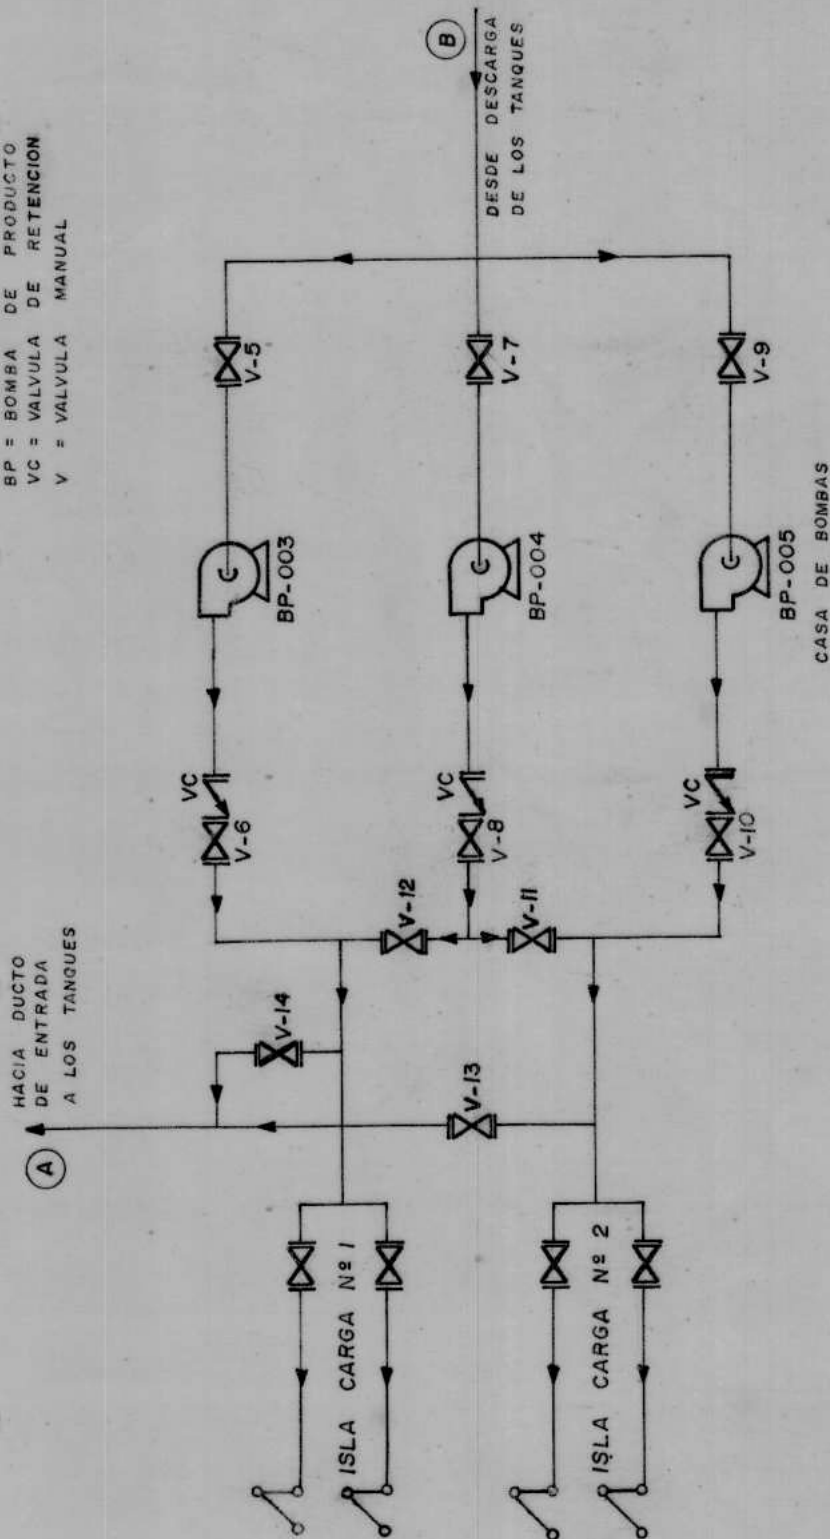 BP = BOMBA DE PRODUCTO
VC = VALVULA DE RETENCION
V = VALVULA MANUAL
HACIA DUCTO
DE ENTRADA
A LOS TANQUES
A
B
DESDE DESCARGA
DE LOS TANQUES
V-14
V-6
VC
BP-003
V-5
V-12
V-13
V-8
VC
BP-004
V-7
V-11
V-10
VC
BP-005
V-9
ISLA CARGA Nº 1
ISLA CARGA Nº 2
CASA DE BOMBAS